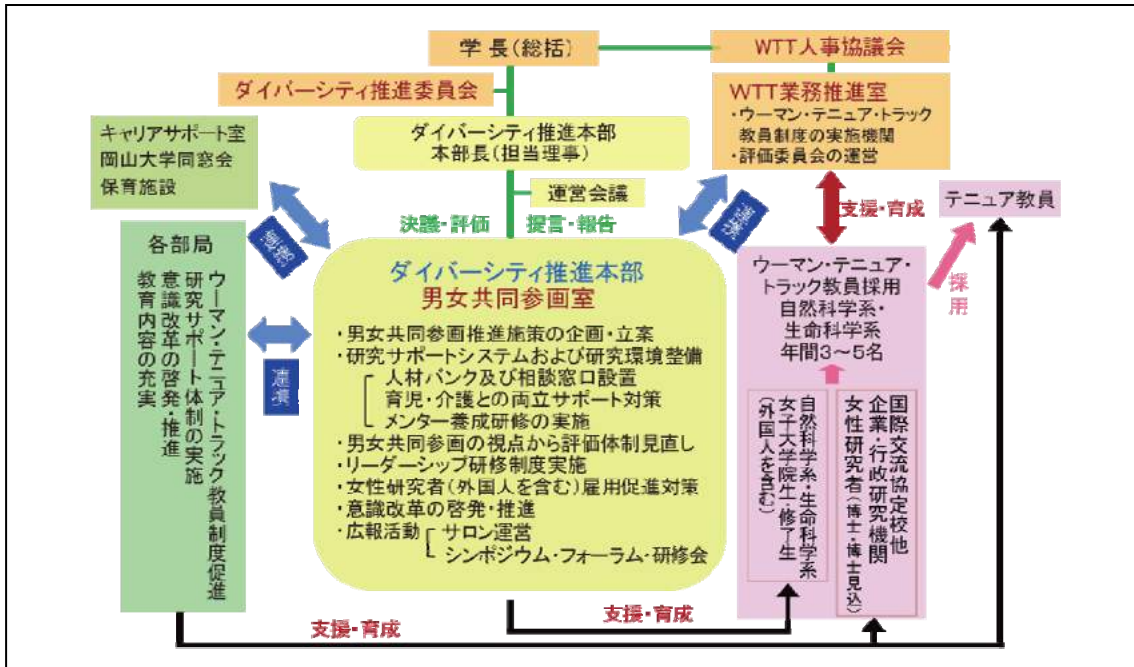 学長(総括)
WTT人事協議会
ダイバーシティ推進委員会
WTT業務推進室
・ウーマン・テニュア・トラック
教員制度の実施機関
・評価委員会の運営
キャリアサポート室
岡山大学同窓会
保育施設
ダイバーシティ推進本部
本部長(担当理事)
運営会議
連携
連携
支援・育成
テニュア教員
決議・評価
提言・報告
各部局
ウーマン・テニュア・トラック教員制度促進
研究サポート体制の実施
意識改革の啓発・推進
教育内容の充実
連携
ダイバーシティ推進本部
男女共同参画室
・男女共同参画推進施策の企画・立案
・研究サポートシステムおよび研究環境整備
人材バンク及び相談窓口設置
育児・介護との両立サポート対策
メンター養成研修の実施
・男女共同参画の視点から評価体制見直し
・リーダーシップ研修制度実施
・女性研究者(外国人を含む)雇用促進対策
・意識改革の啓発・推進
・広報活動
サロン運営
シンポジウム・フォーラム・研修会
ウーマン・テニュア・
トラック教員採用
自然科学系・
生命科学系
年間3~5名
採用
自然科学系・生命科学系
女子大学院生・修了生
(外国人を含む)
国際交流協定校他
企業・行政研究機関
女性研究者(博士・博士見込)
支援・育成
支援・育成